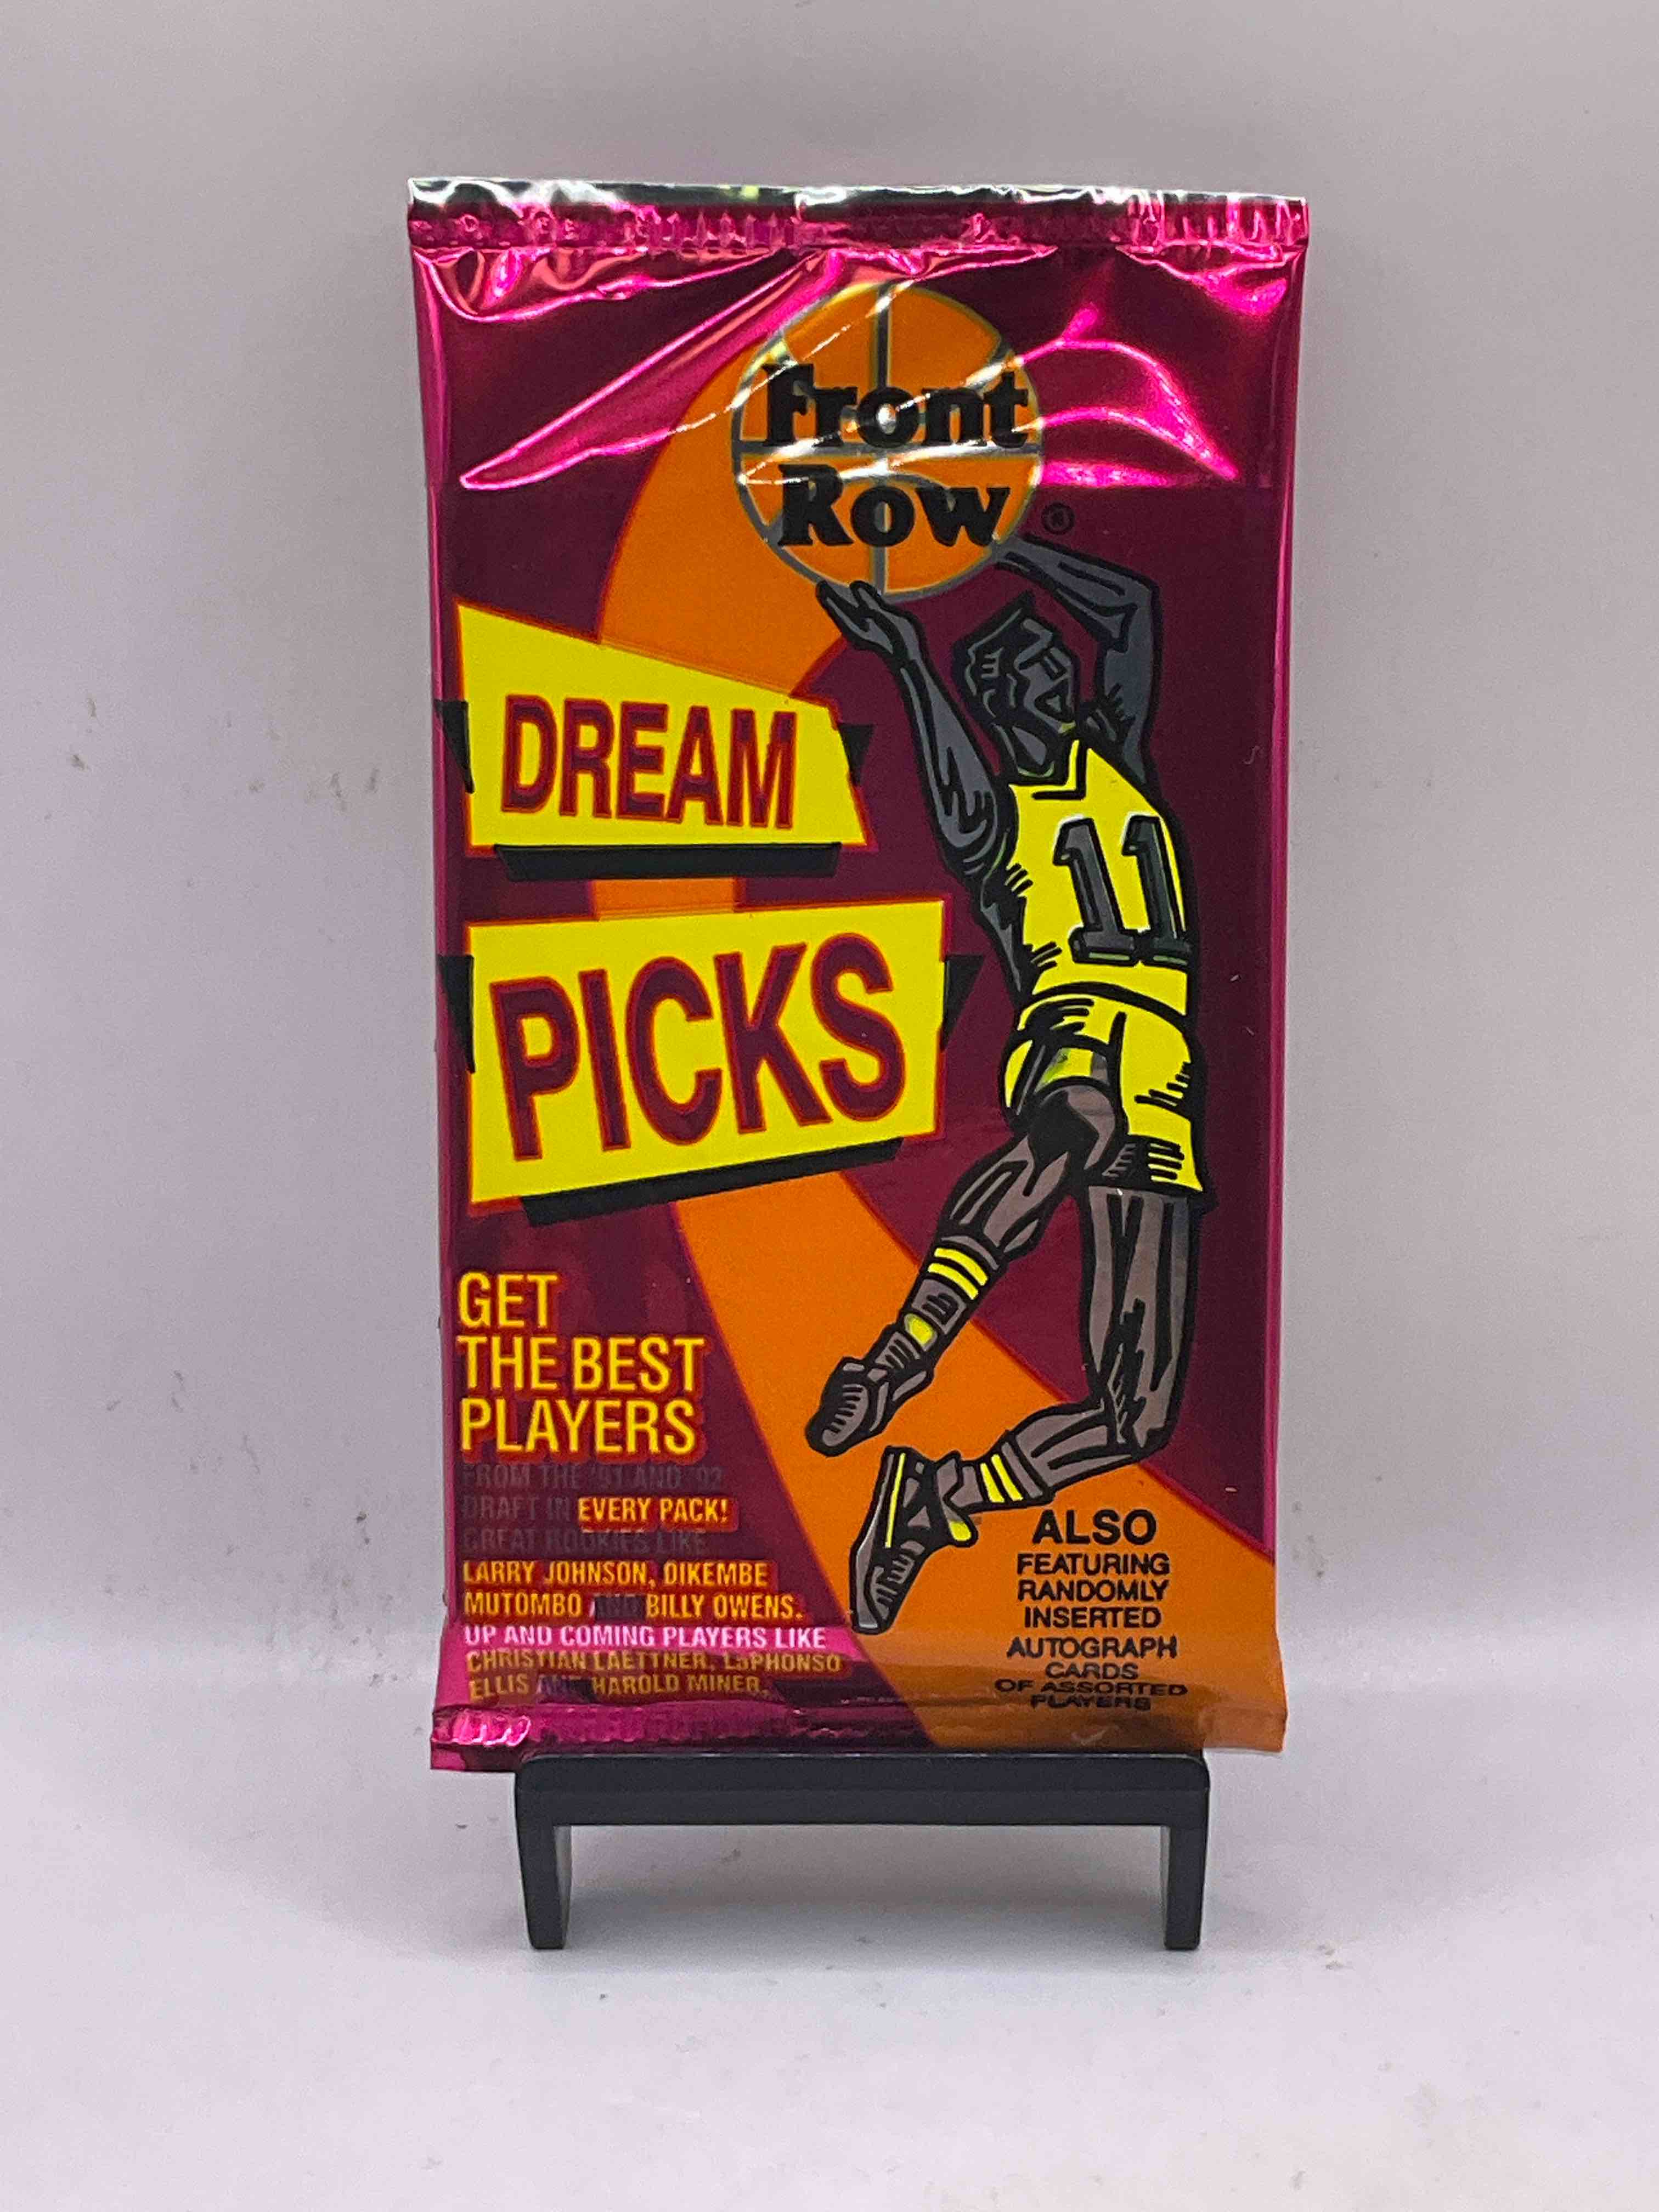 Front
Row
®
DREAM
PICKS
11
GET
THE BEST
PLAYERS
FROM THE '91 AND '92
DRAFT IN EVERY PACK!
GREAT ROOKIES LIKE
LARRY JOHNSON, DIKEMBE
MUTOMBO AND BILLY OWENS.
UP AND COMING PLAYERS LIKE
CHRISTIAN LAETTNER, LaPHONSO
ELLIS AND HAROLD MINER.
ALSO
FEATURING
RANDOMLY
INSERTED
AUTOGRAPH
CARDS
OF ASSORTED
PLAYERS